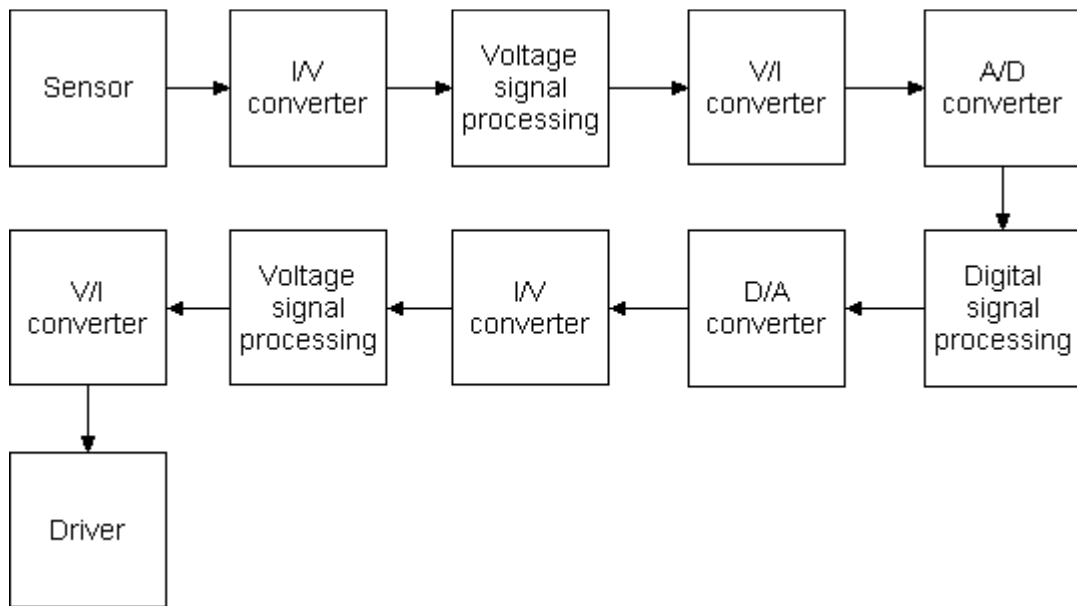 Sensor
I/V
converter
Voltage
signal
processing
V/I
converter
A/D
converter
Digital
signal
processing
D/A
converter
I/V
converter
Voltage
signal
processing
V/I
converter
Driver